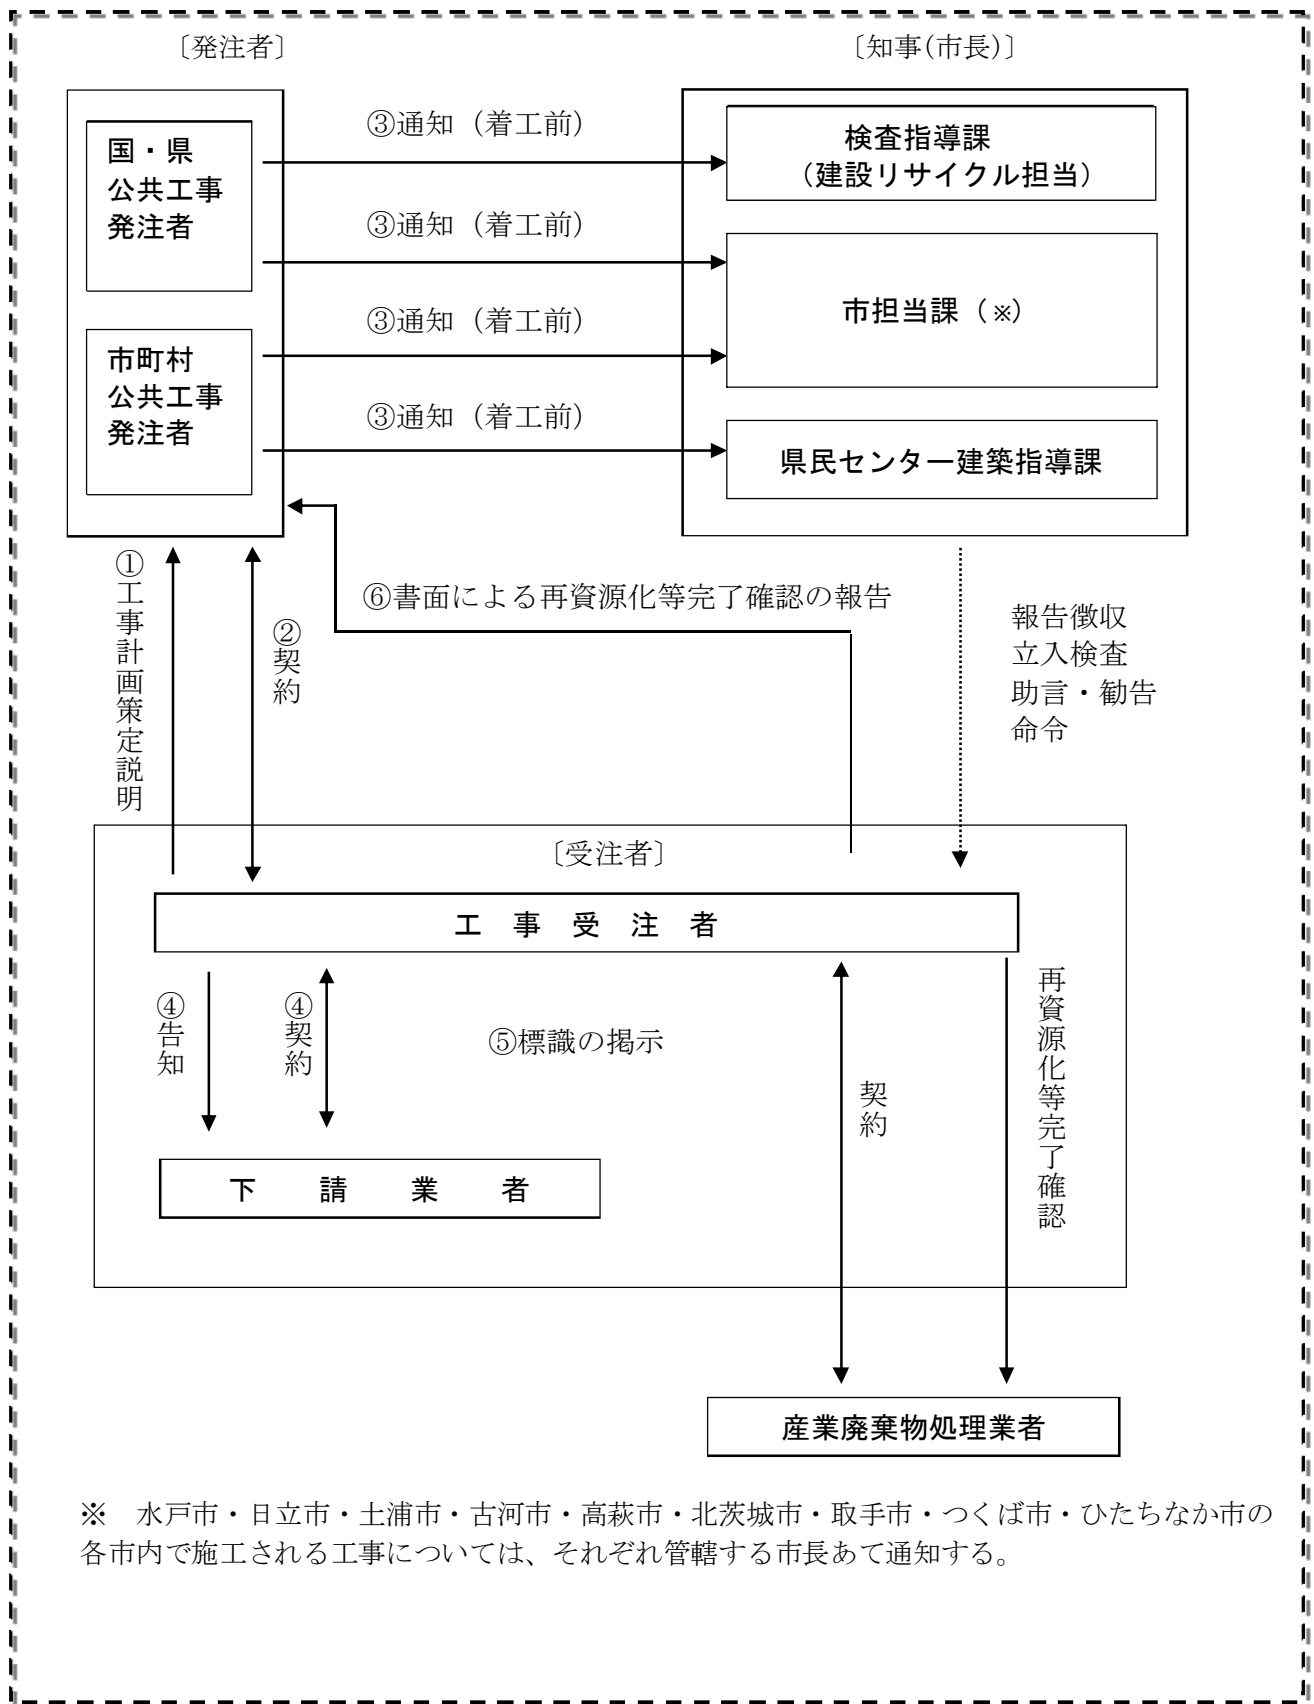 〔発注者〕
〔知事(市長)〕
国・県
公共工事
発注者
市町村
公共工事
発注者
③通知（着工前）
③通知（着工前）
③通知（着工前）
③通知（着工前）
検査指導課
（建設リサイクル担当）
市担当課（※）
県民センター建築指導課
①工事計画策定説明
②契約
⑥書面による再資源化等完了確認の報告
報告徴収
立入検査
助言・勧告
命令
〔受注者〕
工事受注者
④告知
④契約
⑤標識の掲示
契約
再資源化等完了確認
下請業者
産業廃棄物処理業者
※　水戸市・日立市・土浦市・古河市・高萩市・北茨城市・取手市・つくば市・ひたちなか市の
各市内で施工される工事については、それぞれ管轄する市長あて通知する。